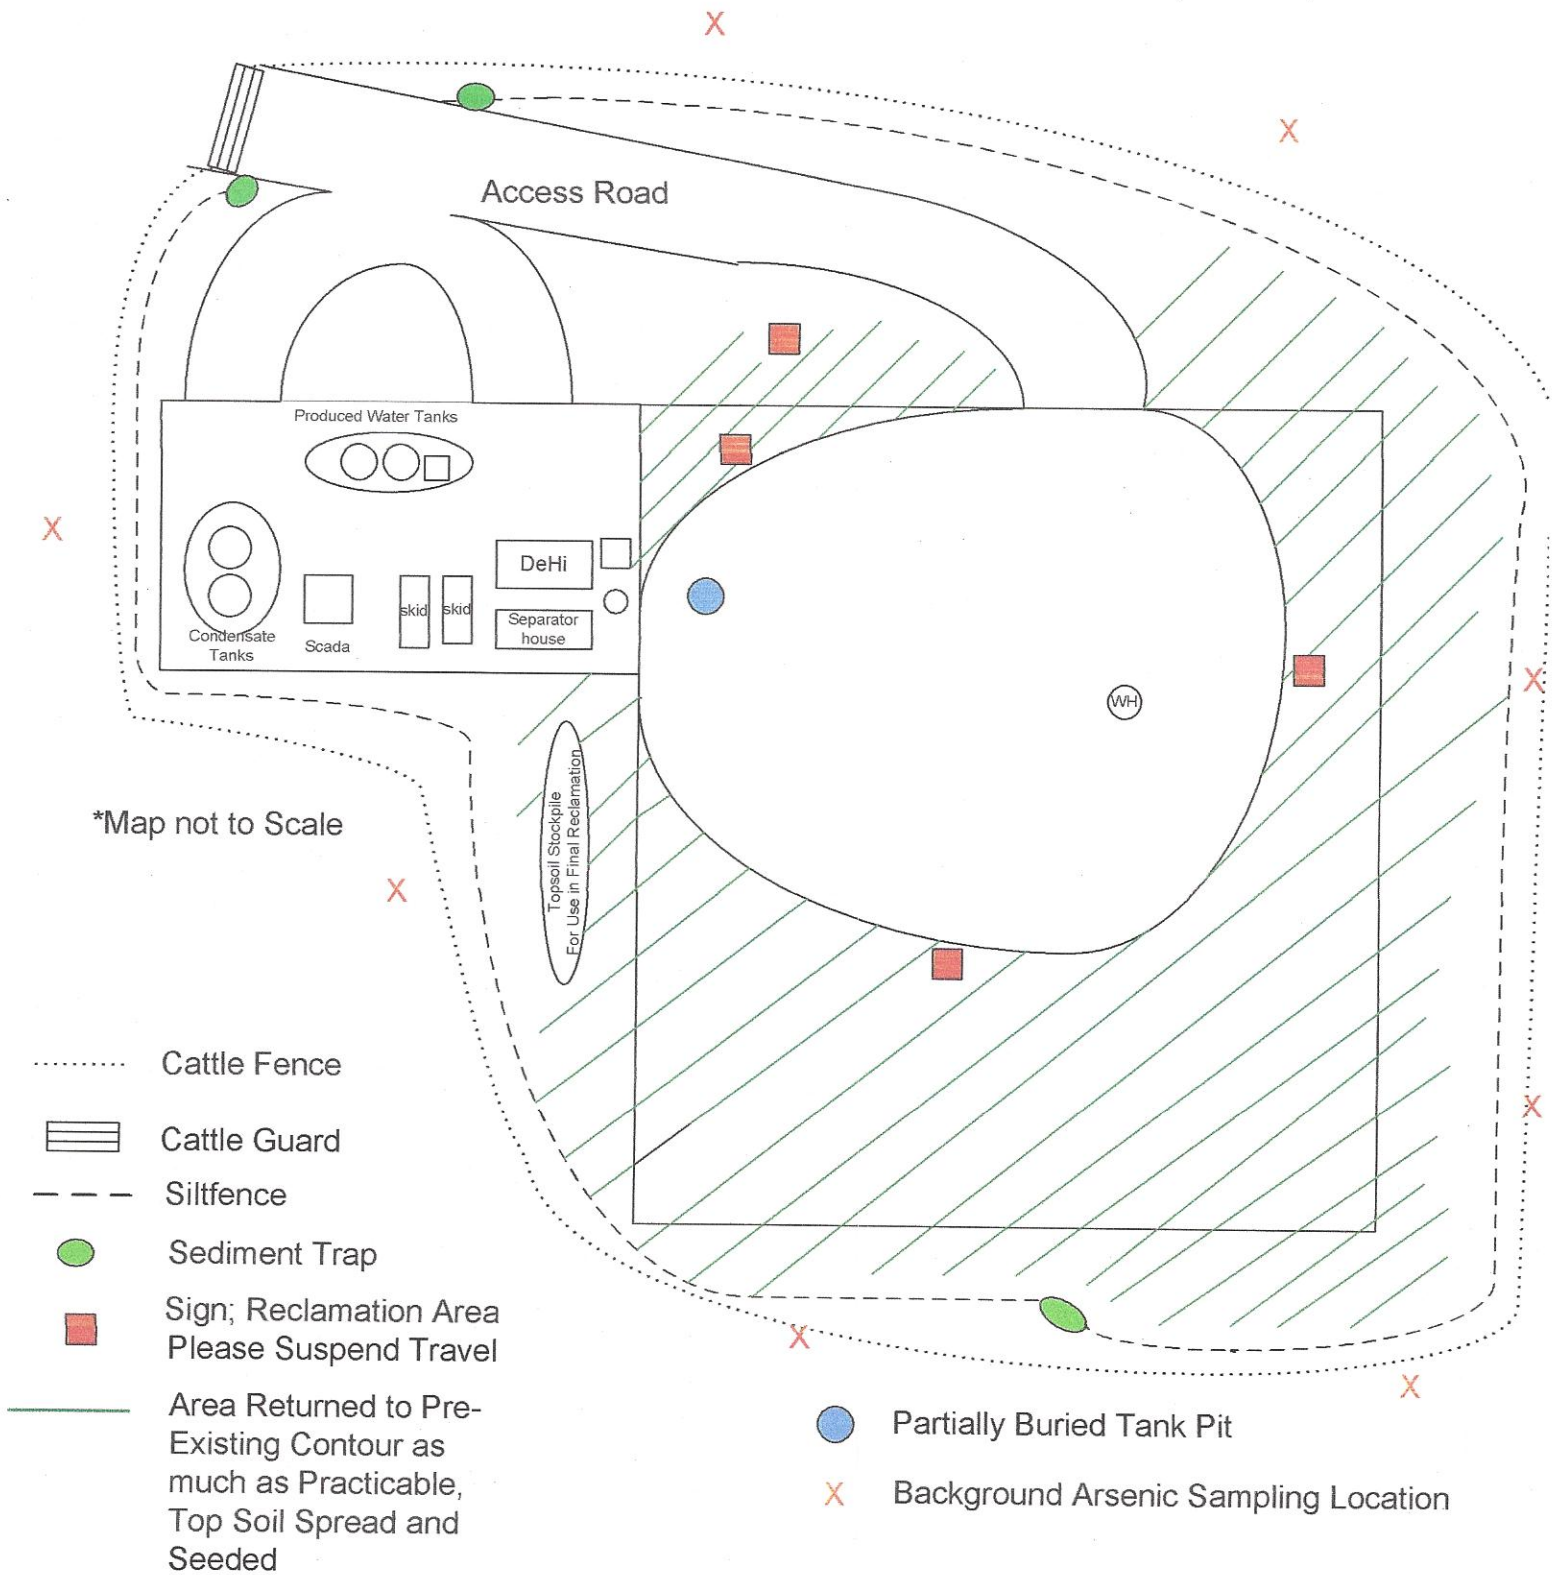 X
X
Access Road
Produced Water Tanks
X
DeHi
skid
skid
Separator
house
Condensate
Tanks
Scada
X
WH
Topsoil Stockpile
For Use in Final Reclamation
*Map not to Scale
X
Cattle Fence
X
Cattle Guard
Siltfence
Sediment Trap
Sign; Reclamation Area
Please Suspend Travel
X
X
Area Returned to Pre-
Existing Contour as
much as Practicable,
Top Soil Spread and
Seeded
Partially Buried Tank Pit
X Background Arsenic Sampling Location